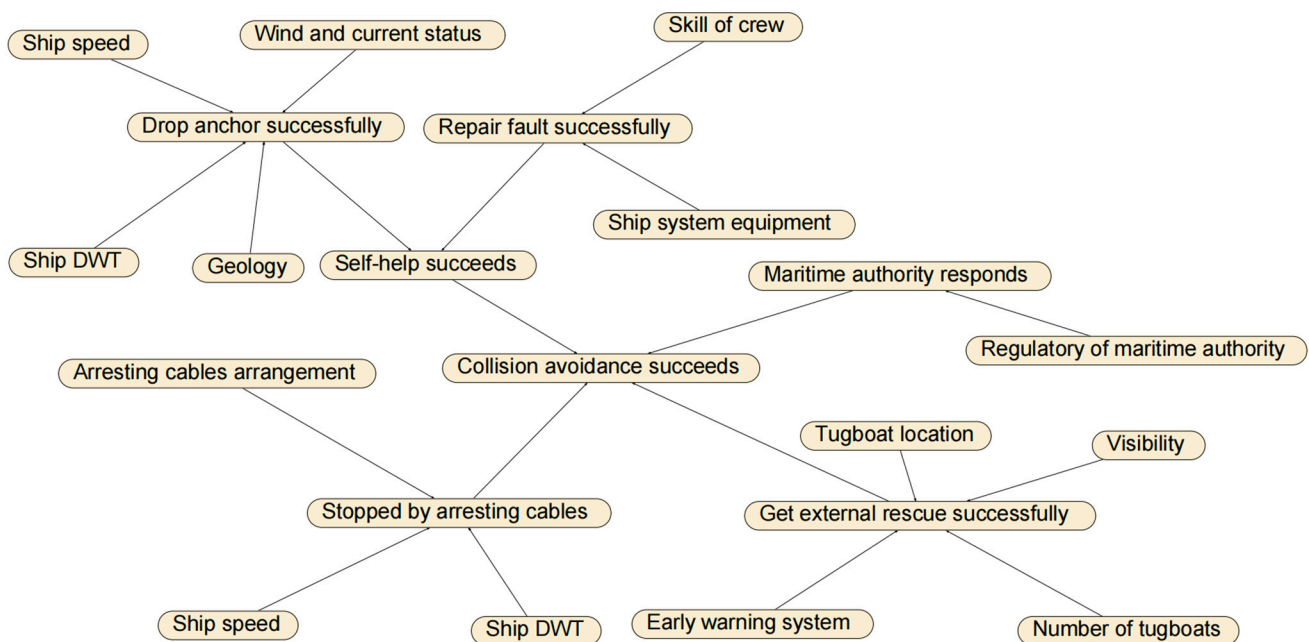 Ship speed
Wind and current status
Skill of crew
Drop anchor successfully
Repair fault successfully
Ship system equipment
Ship DWT
Geology
Self-help succeeds
Maritime authority responds
Regulatory of maritime authority
Arresting cables arrangement
Collision avoidance succeeds
Tugboat location
Visibility
Stopped by arresting cables
Get external rescue successfully
Ship speed
Ship DWT
Early warning system
Number of tugboats